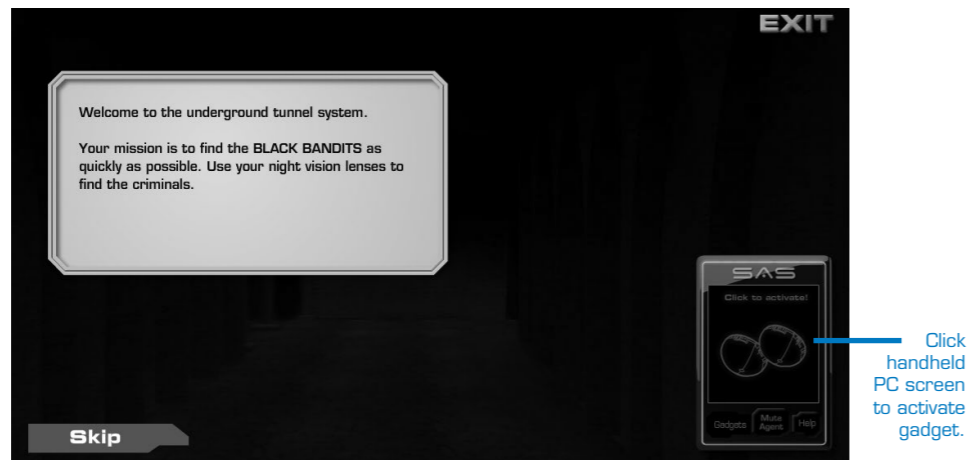 EXIT
Welcome to the underground tunnel system.
Your mission is to find the BLACK BANDITS as
quickly as possible. Use your night vision lenses to
find the criminals.
SAS
Click to activate!
Gadgets
Mute
Agent
Help
Skip
Click
handheld
PC screen
to activate
gadget.